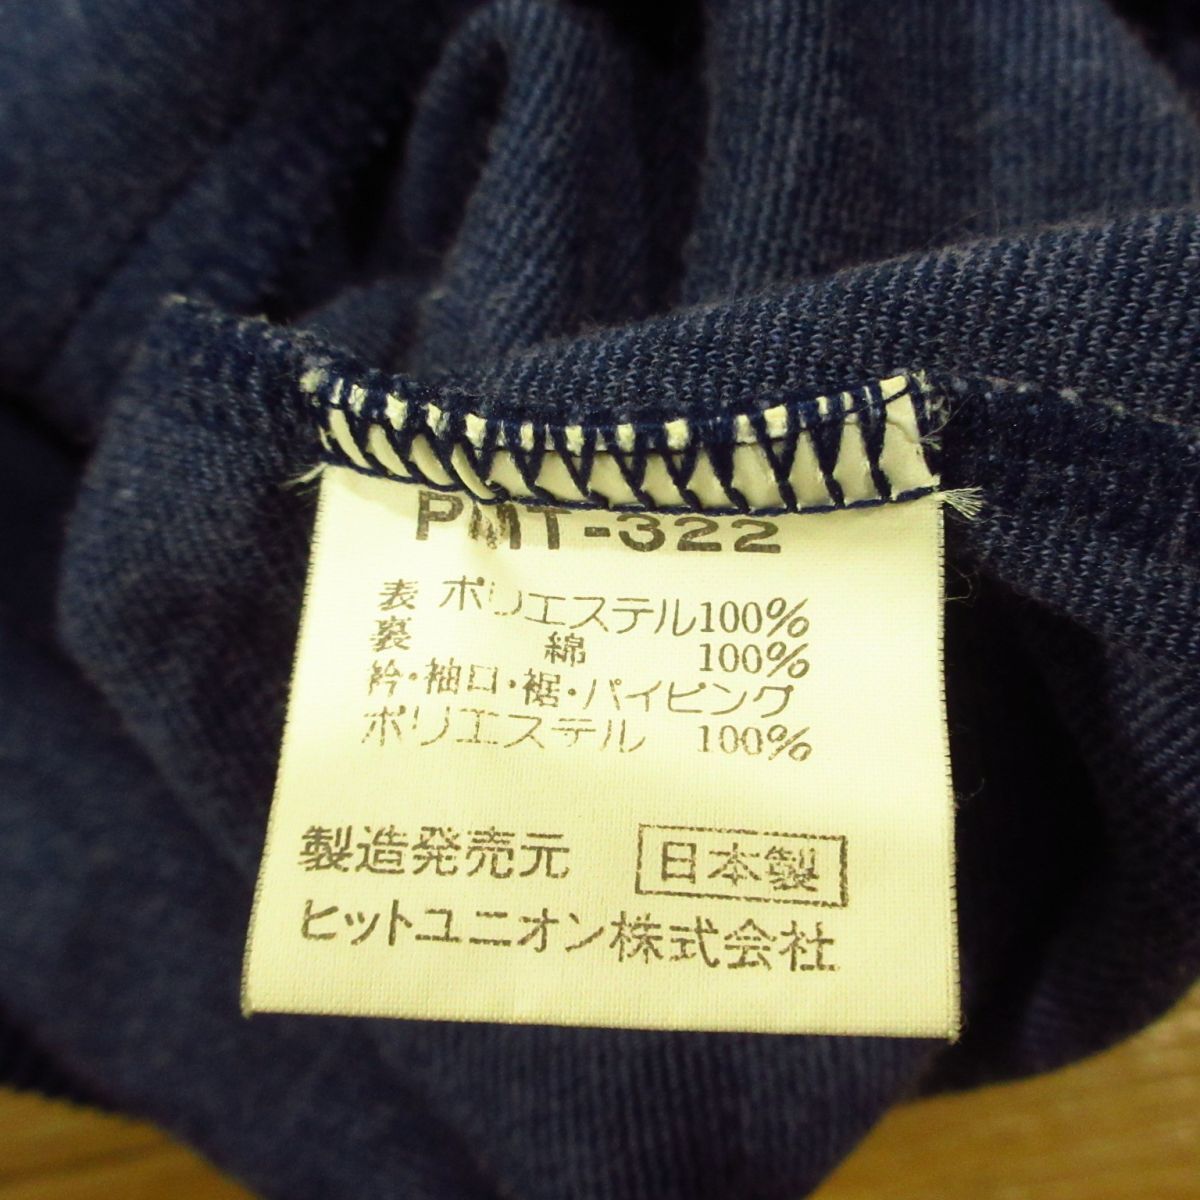 PMT-322
表 ポリエステル100%
裏 綿 100%
衿・袖口・裾・パイピング
ポリエステル 100%
製造発売元 日本製
ヒットユニオン株式会社